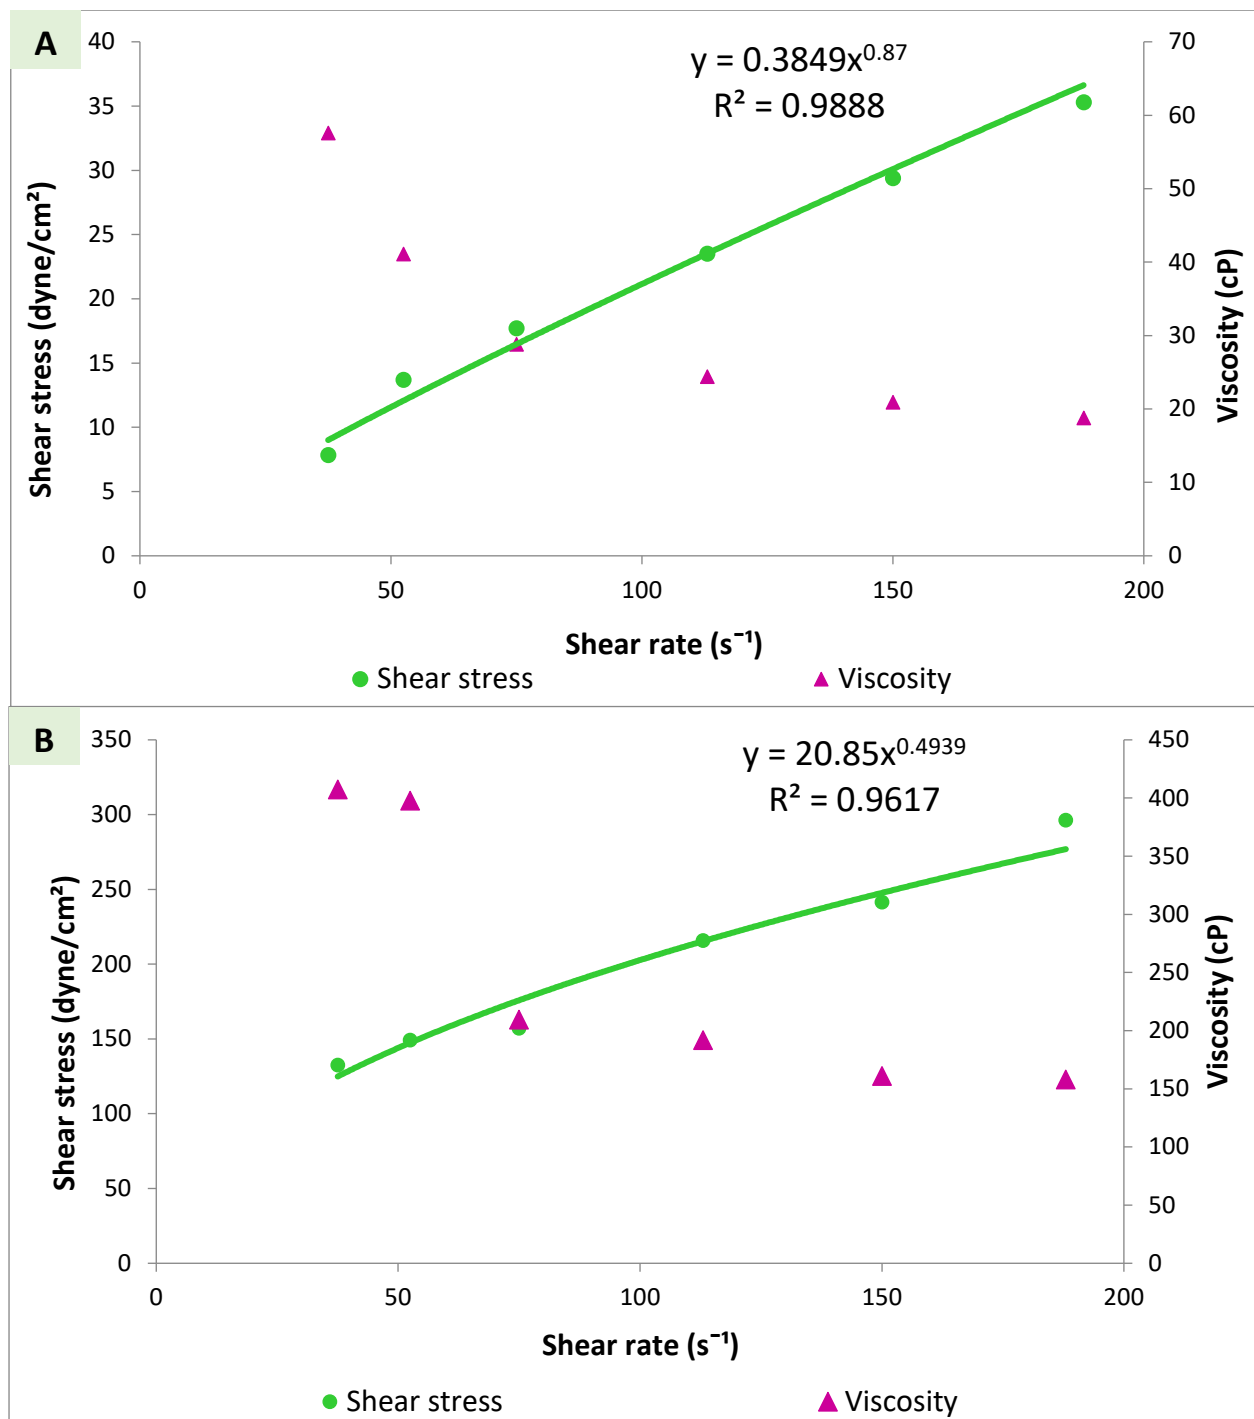 A
y = 0.3849x^0.87
R² = 0.9888
40
35
30
25
20
15
10
5
0
Shear stress (dyne/cm²)
70
60
50
40
30
20
10
0
Viscosity (cP)
0 50 100 150 200
Shear rate (s⁻¹)
Shear stress Viscosity
B
y = 20.85x^0.4939
R² = 0.9617
350
300
250
200
150
100
50
0
Shear stress (dyne/cm²)
450
400
350
300
250
200
150
100
50
0
Viscosity (cP)
0 50 100 150 200
Shear rate (s⁻¹)
Shear stress Viscosity